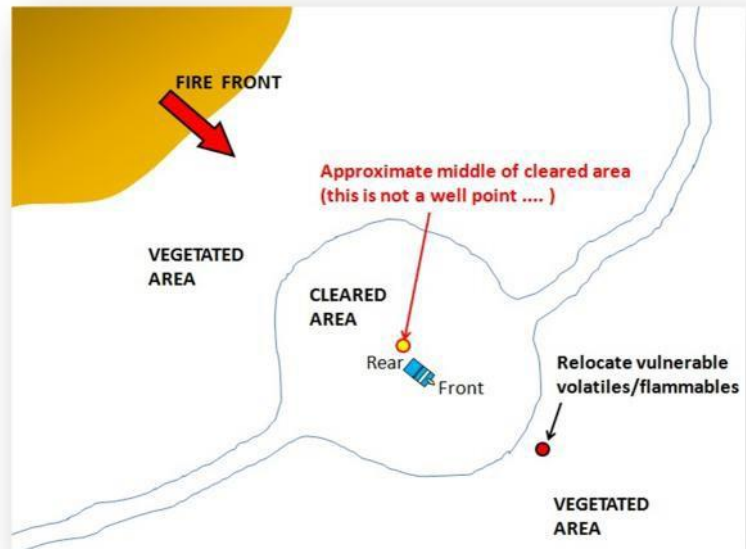 FIRE FRONT
Approximate middle of cleared area
(this is not a well point .... )
VEGETATED
AREA
CLEARED
AREA
Rear
Front
Relocate vulnerable
volatiles/flammables
VEGETATED
AREA